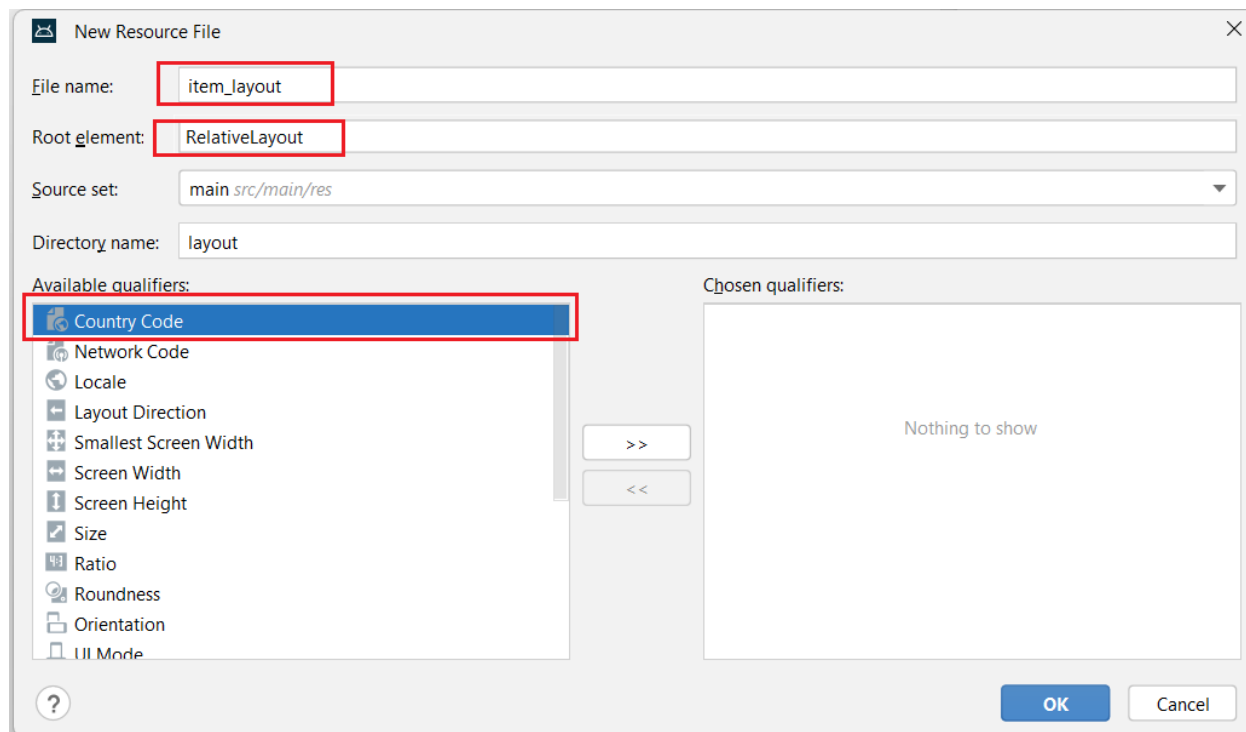 New Resource File
File name:
item_layout
Root element:
RelativeLayout
Source set:
main src/main/res
Directory name:
layout
Available qualifiers:
Chosen qualifiers:
Country Code
Network Code
Locale
Layout Direction
Smallest Screen Width
Screen Width
Screen Height
Size
Ratio
Roundness
Orientation
UI Mode
>>
<<
Nothing to show
?
OK
Cancel